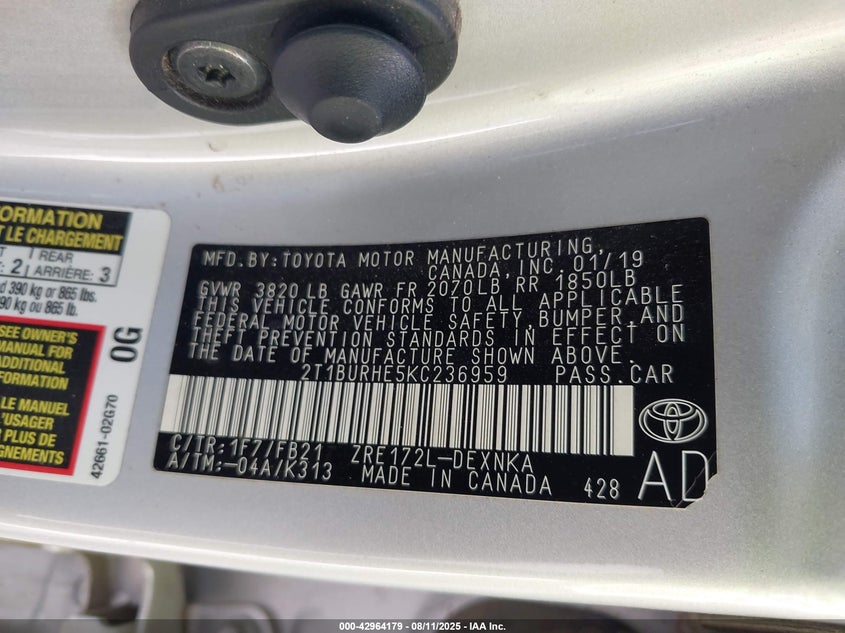 FORMATION
T LE CHARGEMENT
2
REAR
ARRIÈRE: 3
d 390 kg or 865 lbs.
90 kg ou 865 lb.
SEE OWNER'S
MANUAL FOR
ADDITIONAL
FORMATION
LE MANUEL
'USAGER
PLUS DE
IGNEMENTS
0G
42661-02G70
MFD.BY:TOYOTA MOTOR MANUFACTURING,
CANADA,INC. 01/19
GVWR 3820 LB GAWR FR 2070LB, RR 1850LB
THIS VEHICLE CONFORMS TO ALL APPLICABLE
FEDERAL MOTOR VEHICLE SAFETY,BUMPER,AND
THEFT PREVENTION STANDARDS IN EFFECT ON
THE DATE OF MANUFACTURE SHOWN ABOVE.
2T1BURHE5KC236959 PASS.CAR
C/TR:1F7/FB21 ZRE172L-DEXNKA
A/TM:-04A/K313 MADE IN CANADA 428
AD
000-42964179 - 08/11/2025 - IAA Inc.